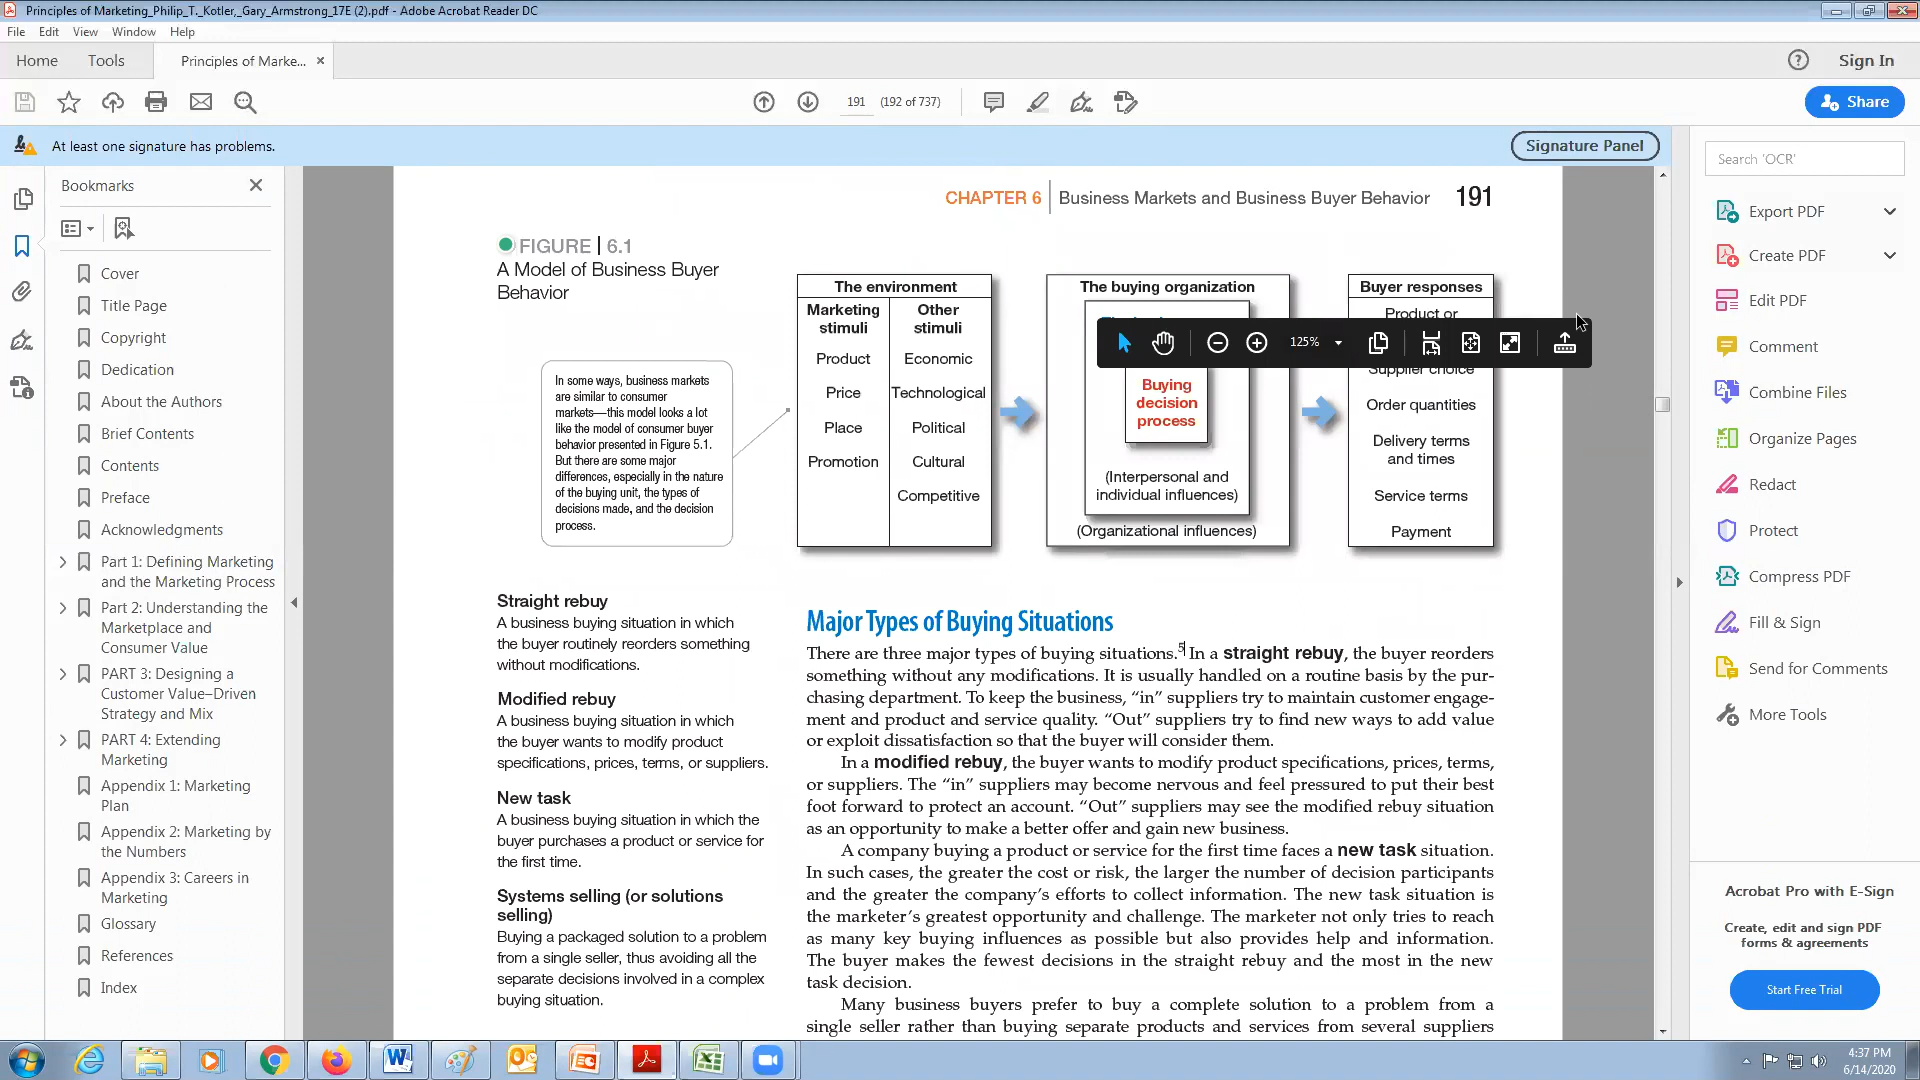 Principles of Marketing_Philip_T._Kotler,_Gary_Armstrong_17E (2).pdf - Adobe Acrobat Reader DC
File Edit View Window Help
Home Tools Principles of Marke... × Sign In
191 (192 of 737) Share
At least one signature has problems. Signature Panel
Bookmarks
Cover
Title Page
Copyright
Dedication
About the Authors
Brief Contents
Contents
Preface
Acknowledgments
Part 1: Defining Marketing
and the Marketing Process
Part 2: Understanding the
Marketplace and
Consumer Value
PART 3: Designing a
Customer Value–Driven
Strategy and Mix
PART 4: Extending
Marketing
Appendix 1: Marketing
Plan
Appendix 2: Marketing by
the Numbers
Appendix 3: Careers in
Marketing
Glossary
References
Index
CHAPTER 6 Business Markets and Business Buyer Behavior 191
FIGURE | 6.1
A Model of Business Buyer
Behavior
In some ways, business markets
are similar to consumer
markets—this model looks a lot
like the model of consumer buyer
behavior presented in Figure 5.1.
But there are some major
differences, especially in the nature
of the buying unit, the types of
decisions made, and the decision
process.
The environment
Marketing
stimuli
Product
Price
Place
Promotion
Other
stimuli
Economic
Technological
Political
Cultural
Competitive
The buying organization
125%
Buying
decision
process
(Interpersonal and
individual influences)
(Organizational influences)
Buyer responses
Product or
Supplier choice
Order quantities
Delivery terms
and times
Service terms
Payment
Straight rebuy
A business buying situation in which
the buyer routinely reorders something
without modifications.
Modified rebuy
A business buying situation in which
the buyer wants to modify product
specifications, prices, terms, or suppliers.
New task
A business buying situation in which the
buyer purchases a product or service for
the first time.
Systems selling (or solutions
selling)
Buying a packaged solution to a problem
from a single seller, thus avoiding all the
separate decisions involved in a complex
buying situation.
Major Types of Buying Situations
There are three major types of buying situations.5 In a straight rebuy, the buyer reorders
something without any modifications. It is usually handled on a routine basis by the pur-
chasing department. To keep the business, “in” suppliers try to maintain customer engage-
ment and product and service quality. “Out” suppliers try to find new ways to add value
or exploit dissatisfaction so that the buyer will consider them.
In a modified rebuy, the buyer wants to modify product specifications, prices, terms,
or suppliers. The “in” suppliers may become nervous and feel pressured to put their best
foot forward to protect an account. “Out” suppliers may see the modified rebuy situation
as an opportunity to make a better offer and gain new business.
A company buying a product or service for the first time faces a new task situation.
In such cases, the greater the cost or risk, the larger the number of decision participants
and the greater the company’s efforts to collect information. The new task situation is
the marketer’s greatest opportunity and challenge. The marketer not only tries to reach
as many key buying influences as possible but also provides help and information.
The buyer makes the fewest decisions in the straight rebuy and the most in the new
task decision.
Many business buyers prefer to buy a complete solution to a problem from a
single seller rather than buying separate products and services from several suppliers
Search 'OCR'
Export PDF
Create PDF
Edit PDF
Comment
Combine Files
Organize Pages
Redact
Protect
Compress PDF
Fill & Sign
Send for Comments
More Tools
Acrobat Pro with E-Sign
Create, edit and sign PDF
forms & agreements
Start Free Trial
4:37 PM
6/14/2020